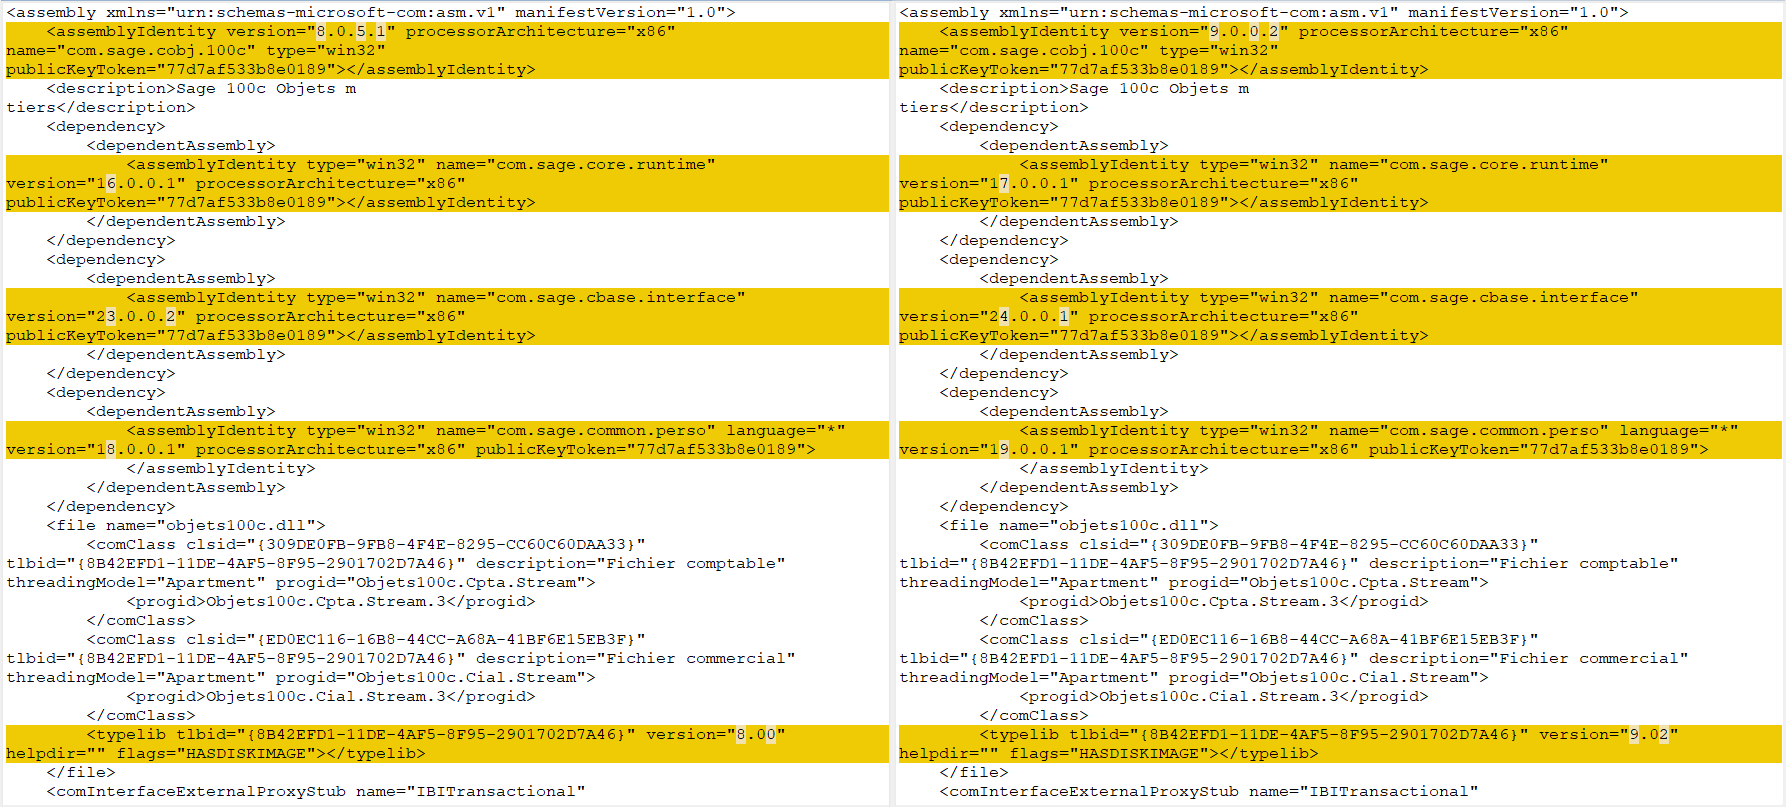 <assembly xmlns="urn:schemas-microsoft-com:asm.v1" manifestVersion="1.0">
    <assemblyIdentity version="8.0.5.1" processorArchitecture="x86"
name="com.sage.cobj.100c" type="win32"
publicKeyToken="77d7af533b8e0189"></assemblyIdentity>
    <description>Sage 100c Objets m
tiers</description>
    <dependency>
        <dependentAssembly>
            <assemblyIdentity type="win32" name="com.sage.core.runtime"
version="16.0.0.1" processorArchitecture="x86"
publicKeyToken="77d7af533b8e0189"></assemblyIdentity>
        </dependentAssembly>
    </dependency>
    <dependency>
        <dependentAssembly>
            <assemblyIdentity type="win32" name="com.sage.cbase.interface"
version="23.0.0.2" processorArchitecture="x86"
publicKeyToken="77d7af533b8e0189"></assemblyIdentity>
        </dependentAssembly>
    </dependency>
    <dependency>
        <dependentAssembly>
            <assemblyIdentity type="win32" name="com.sage.common.perso" language="*"
version="18.0.0.1" processorArchitecture="x86" publicKeyToken="77d7af533b8e0189">
            </assemblyIdentity>
        </dependentAssembly>
    </dependency>
    <file name="objets100c.dll">
        <comClass clsid="{309DE0FB-9FB8-4F4E-8295-CC60C60DAA33}"
tlbid="{8B42EFD1-11DE-4AF5-8F95-2901702D7A46}" description="Fichier comptable"
threadingModel="Apartment" progid="Objets100c.Cpta.Stream">
            <progid>Objets100c.Cpta.Stream.3</progid>
        </comClass>
        <comClass clsid="{ED0EC116-16B8-44CC-A68A-41BF6E15EB3F}"
tlbid="{8B42EFD1-11DE-4AF5-8F95-2901702D7A46}" description="Fichier commercial"
threadingModel="Apartment" progid="Objets100c.Cial.Stream">
            <progid>Objets100c.Cial.Stream.3</progid>
        </comClass>
        <typelib tlbid="{8B42EFD1-11DE-4AF5-8F95-2901702D7A46}" version="8.00"
helpdir="" flags="HASDISKIMAGE"></typelib>
    </file>
    <comInterfaceExternalProxyStub name="IBITransactional"
<assembly xmlns="urn:schemas-microsoft-com:asm.v1" manifestVersion="1.0">
    <assemblyIdentity version="9.0.0.2" processorArchitecture="x86"
name="com.sage.cobj.100c" type="win32"
publicKeyToken="77d7af533b8e0189"></assemblyIdentity>
    <description>Sage 100c Objets m
tiers</description>
    <dependency>
        <dependentAssembly>
            <assemblyIdentity type="win32" name="com.sage.core.runtime"
version="17.0.0.1" processorArchitecture="x86"
publicKeyToken="77d7af533b8e0189"></assemblyIdentity>
        </dependentAssembly>
    </dependency>
    <dependency>
        <dependentAssembly>
            <assemblyIdentity type="win32" name="com.sage.cbase.interface"
version="24.0.0.1" processorArchitecture="x86"
publicKeyToken="77d7af533b8e0189"></assemblyIdentity>
        </dependentAssembly>
    </dependency>
    <dependency>
        <dependentAssembly>
            <assemblyIdentity type="win32" name="com.sage.common.perso" language="*"
version="19.0.0.1" processorArchitecture="x86" publicKeyToken="77d7af533b8e0189">
            </assemblyIdentity>
        </dependentAssembly>
    </dependency>
    <file name="objets100c.dll">
        <comClass clsid="{309DE0FB-9FB8-4F4E-8295-CC60C60DAA33}"
tlbid="{8B42EFD1-11DE-4AF5-8F95-2901702D7A46}" description="Fichier comptable"
threadingModel="Apartment" progid="Objets100c.Cpta.Stream">
            <progid>Objets100c.Cpta.Stream.3</progid>
        </comClass>
        <comClass clsid="{ED0EC116-16B8-44CC-A68A-41BF6E15EB3F}"
tlbid="{8B42EFD1-11DE-4AF5-8F95-2901702D7A46}" description="Fichier commercial"
threadingModel="Apartment" progid="Objets100c.Cial.Stream">
            <progid>Objets100c.Cial.Stream.3</progid>
        </comClass>
        <typelib tlbid="{8B42EFD1-11DE-4AF5-8F95-2901702D7A46}" version="9.02"
helpdir="" flags="HASDISKIMAGE"></typelib>
    </file>
    <comInterfaceExternalProxyStub name="IBITransactional"